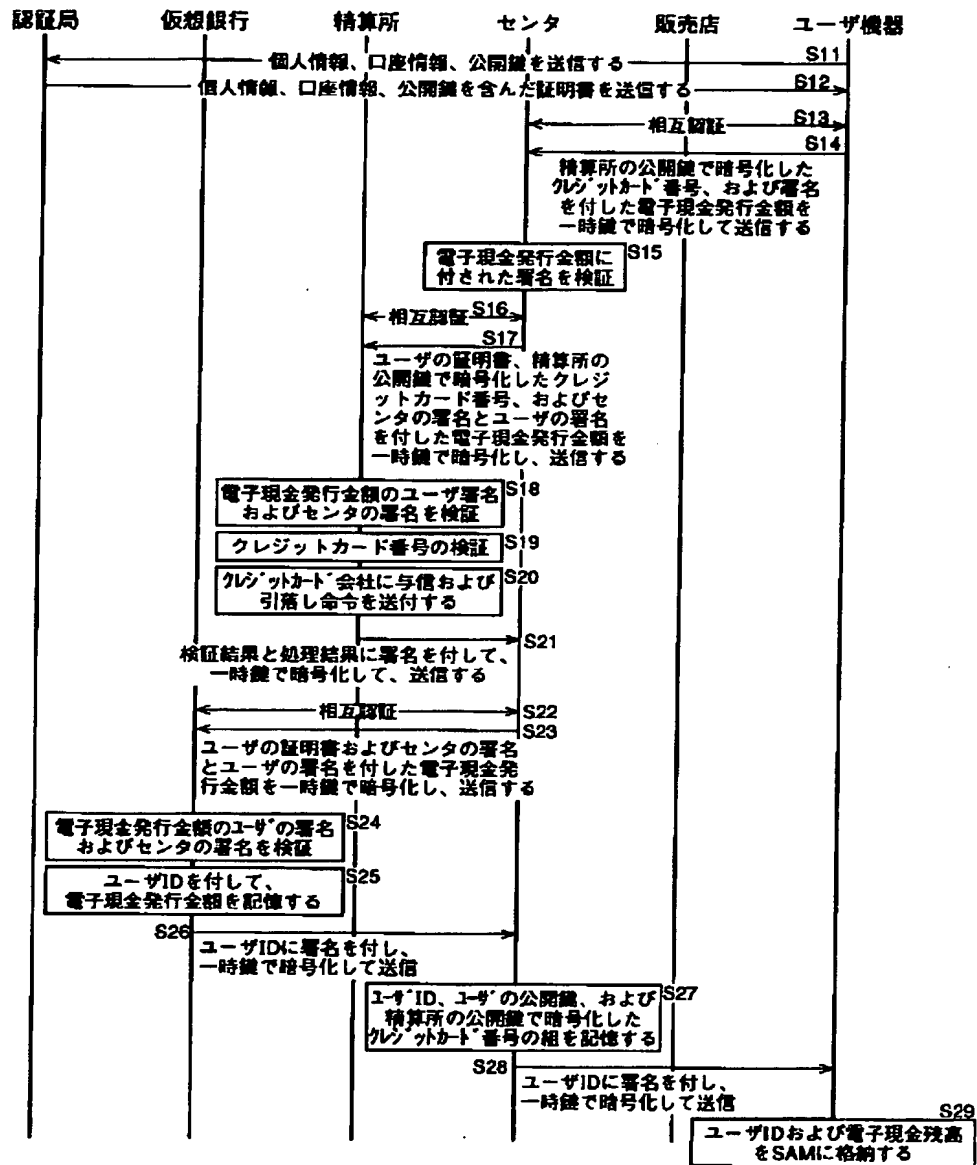 認証局
仮想銀行
精算所
センタ
販売店
ユーザ機器
S11
個人情報、口座情報、公開鍵を送信する
S12
個人情報、口座情報、公開鍵を含んだ証明書を送信する
S13
相互認証
S14
精算所の公開鍵で暗号化した
クレジットカード番号、および署名
を付した電子現金発行金額を
一時鍵で暗号化して送信する
S15
電子現金発行金額に
付された署名を検証
S16
相互認証
S17
ユーザの証明書、精算所の
公開鍵で暗号化したクレジ
ットカード番号、およびセ
ンタの署名とユーザの署名
を付した電子現金発行金額を
一時鍵で暗号化し、送信する
S18
電子現金発行金額のユーザ署名
およびセンタの署名を検証
S19
クレジットカード番号の検証
S20
クレジットカード会社に与信および
引落し命令を送付する
S21
検証結果と処理結果に署名を付して、
一時鍵で暗号化して、送信する
相互認証
S22
S23
ユーザの証明書およびセンタの署名
とユーザの署名を付した電子現金発
行金額を一時鍵で暗号化し、送信する
S24
電子現金発行金額のユーザの署名
およびセンタの署名を検証
S25
ユーザIDを付して、
電子現金発行金額を記憶する
S26
ユーザIDに署名を付し、
一時鍵で暗号化して送信
S27
ユーザID、ユーザの公開鍵、および
精算所の公開鍵で暗号化した
クレジットカード番号の組を記憶する
S28
ユーザIDに署名を付し、
一時鍵で暗号化して送信
S29
ユーザIDおよび電子現金残高
をSAMに格納する